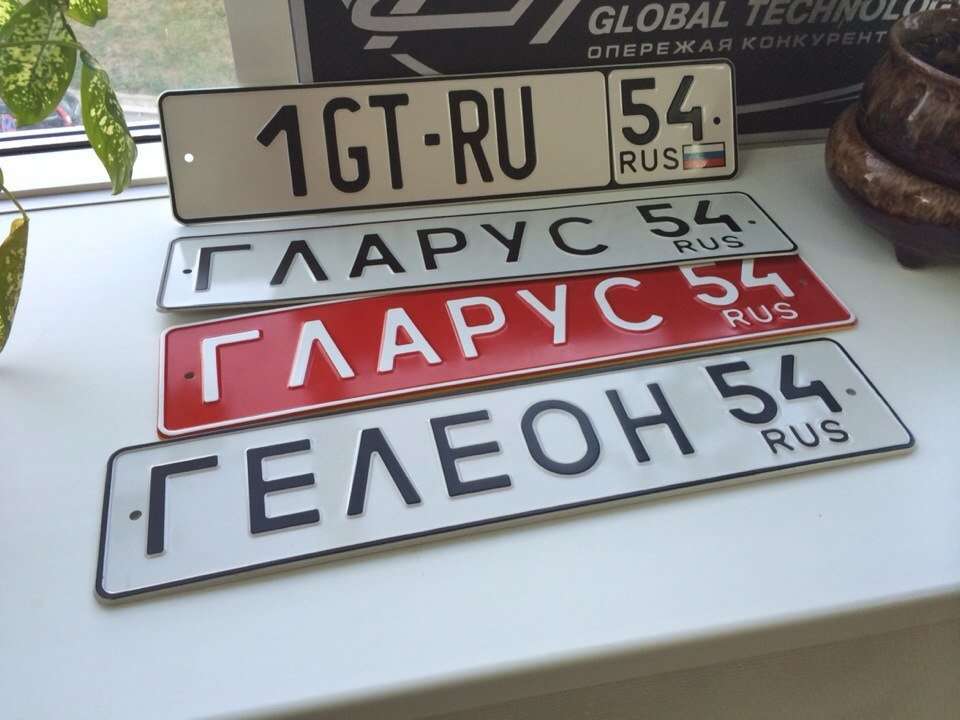 GLOBAL TECHNOLOG
ОПЕРЕЖАЯ КОНКУРЕНТ
1GT-RU 54
RUS
ГЛАРУС 54
RUS
ГЛАРУС 54
RUS
ГЕЛЕОН 54
RUS